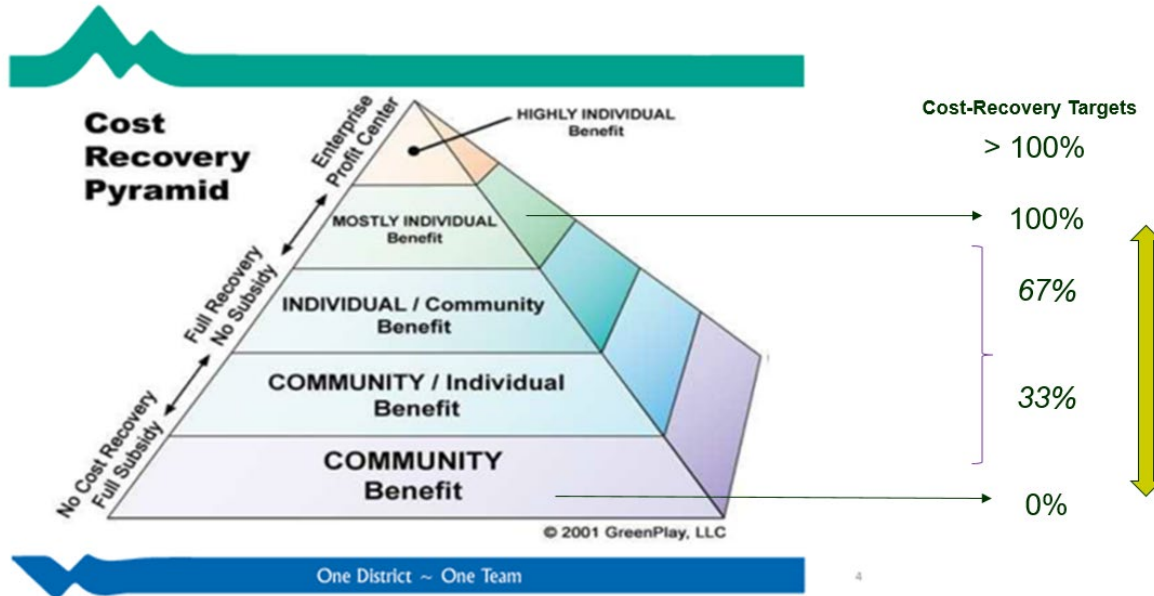 Cost
Recovery
Pyramid
Enterprise
Profit Center
HIGHLY INDIVIDUAL
Benefit
MOSTLY INDIVIDUAL
Benefit
Full Recovery
No Subsidy
INDIVIDUAL / Community
Benefit
COMMUNITY / Individual
Benefit
No Cost Recovery
Full Subsidy
COMMUNITY
Benefit
© 2001 GreenPlay, LLC
Cost-Recovery Targets
> 100%
100%
67%
33%
0%
One District ~ One Team
4